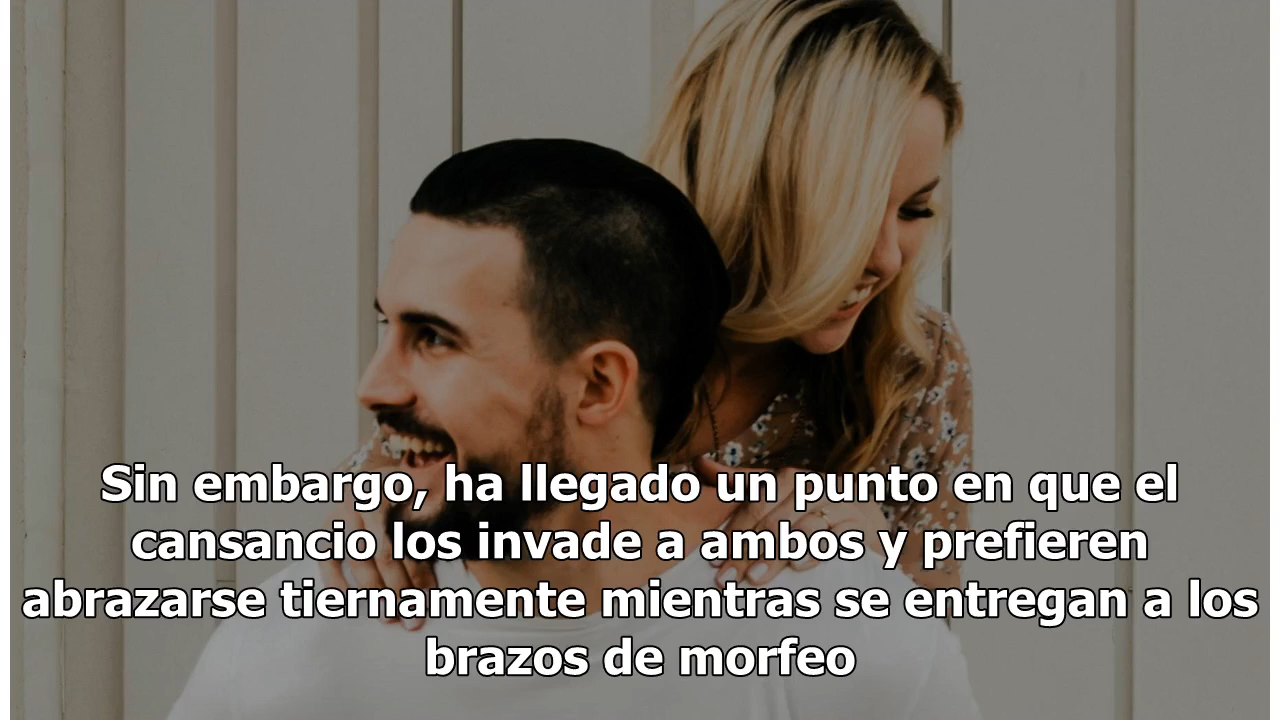 Sin embargo, ha llegado un punto en que el
cansancio los invade a ambos y prefieren
abrazarse tiernamente mientras se entregan a los
brazos de morfeo